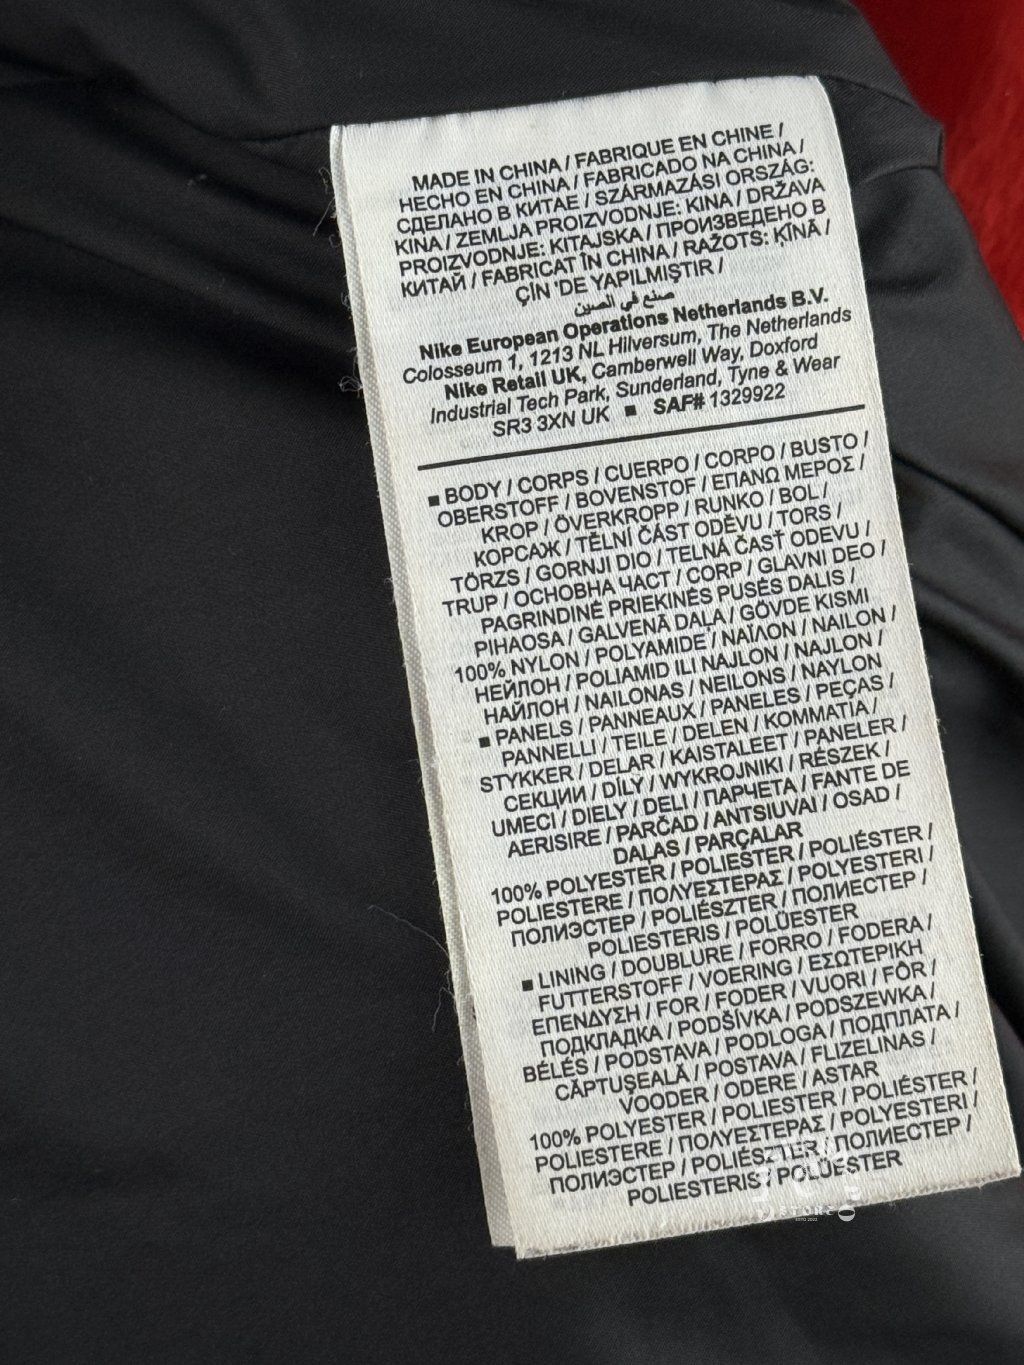 MADE IN CHINA / FABRIQUE EN CHINE /
HECHO EN CHINA / FABRICADO NA CHINA /
СДЕЛАНО В КИТАЕ / SZÁRMAZÁSI ORSZÁG:
KINA / ZEMLJA PROIZVODNJE: KINA / DRŽAVA
PROIZVODNJE: KITAJSKA / ПРОИЗВЕДЕНО В
КИТАЙ / FABRICAT ÎN CHINA / RAŽOTS: ĶĪNĀ /
ÇİN 'DE YAPILMIŞTIR /
صنع في الصين
Nike European Operations Netherlands B.V.
Colosseum 1, 1213 NL Hilversum, The Netherlands
Nike Retail UK, Camberwell Way, Doxford
Industrial Tech Park, Sunderland, Tyne & Wear
SR3 3XN UK ■ SAF# 1329922
■ BODY / CORPS / CUERPO / CORPO / BUSTO /
OBERSTOFF / BOVENSTOF / ΕΠΑΝΩ ΜΕΡΟΣ /
KROP / ÖVERKROPP / RUNKO / BOL /
КОРСАЖ / TĚLNÍ ČÁST ODĚVU / TORS /
TÖRZS / GORNJI DIO / TELNÁ ČASŤ ODEVU /
TRUP / ОСНОВНА ЧАСТ / CORP / GLAVNI DEO /
PAGRINDINĖ PRIEKINĖS PUSĖS DALIS /
PIHAOSA / GALVENĀ DAĻA / GÖVDE KISMI
100% NYLON / POLYAMIDE / ΝΑΪΛΟΝ / NAILON /
НЕЙЛОН / POLIAMID ILI NAJLON / NAJLON /
НАЙЛОН / NAILONAS / NEILONS / NAYLON
■ PANELS / PANNEAUX / PANELES / PEÇAS /
PANNELLI / TEILE / DELEN / ΚΟΜΜΑΤΙΑ /
STYKKER / DELAR / KAISTALEET / PANELER /
СЕКЦИИ / DÍLY / WYKROJNIKI / RÉSZEK /
UMECI / DIELY / DELI / ПАРЧЕТА / FANTE DE
AERISIRE / PARČAD / ANTSIUVAI / OSAD /
DAĻAS / PARÇALAR
100% POLYESTER / POLIESTER / POLIÉSTER /
POLIESTERE / ΠΟΛΥΕΣΤΕΡΑΣ / POLYESTERI /
ПОЛИЭСТЕР / POLIÉSZTER / ПОЛИЕСТЕР /
POLIESTERIS / POLÜESTER
■ LINING / DOUBLURE / FORRO / FODERA /
FUTTERSTOFF / VOERING / ΕΣΩΤΕΡΙΚΗ
ΕΠΕΝΔΥΣΗ / FOR / FODER / VUORI / FÔR /
ПОДКЛАДКА / PODŠÍVKA / PODSZEWKA /
BÉLÉS / PODSTAVA / PODLOGA / ПОДПЛАТА /
CĂPTUŞEALĂ / POSTAVA / FLIZELINAS /
VOODER / ODERE / ASTAR
100% POLYESTER / POLIESTER / POLIÉSTER /
POLIESTERE / ΠΟΛΥΕΣΤΕΡΑΣ / POLYESTERI /
ПОЛИЭСТЕР / POLIÉSZTER / ПОЛИЕСТЕР /
POLIESTERIS / POLÜESTER
STORE